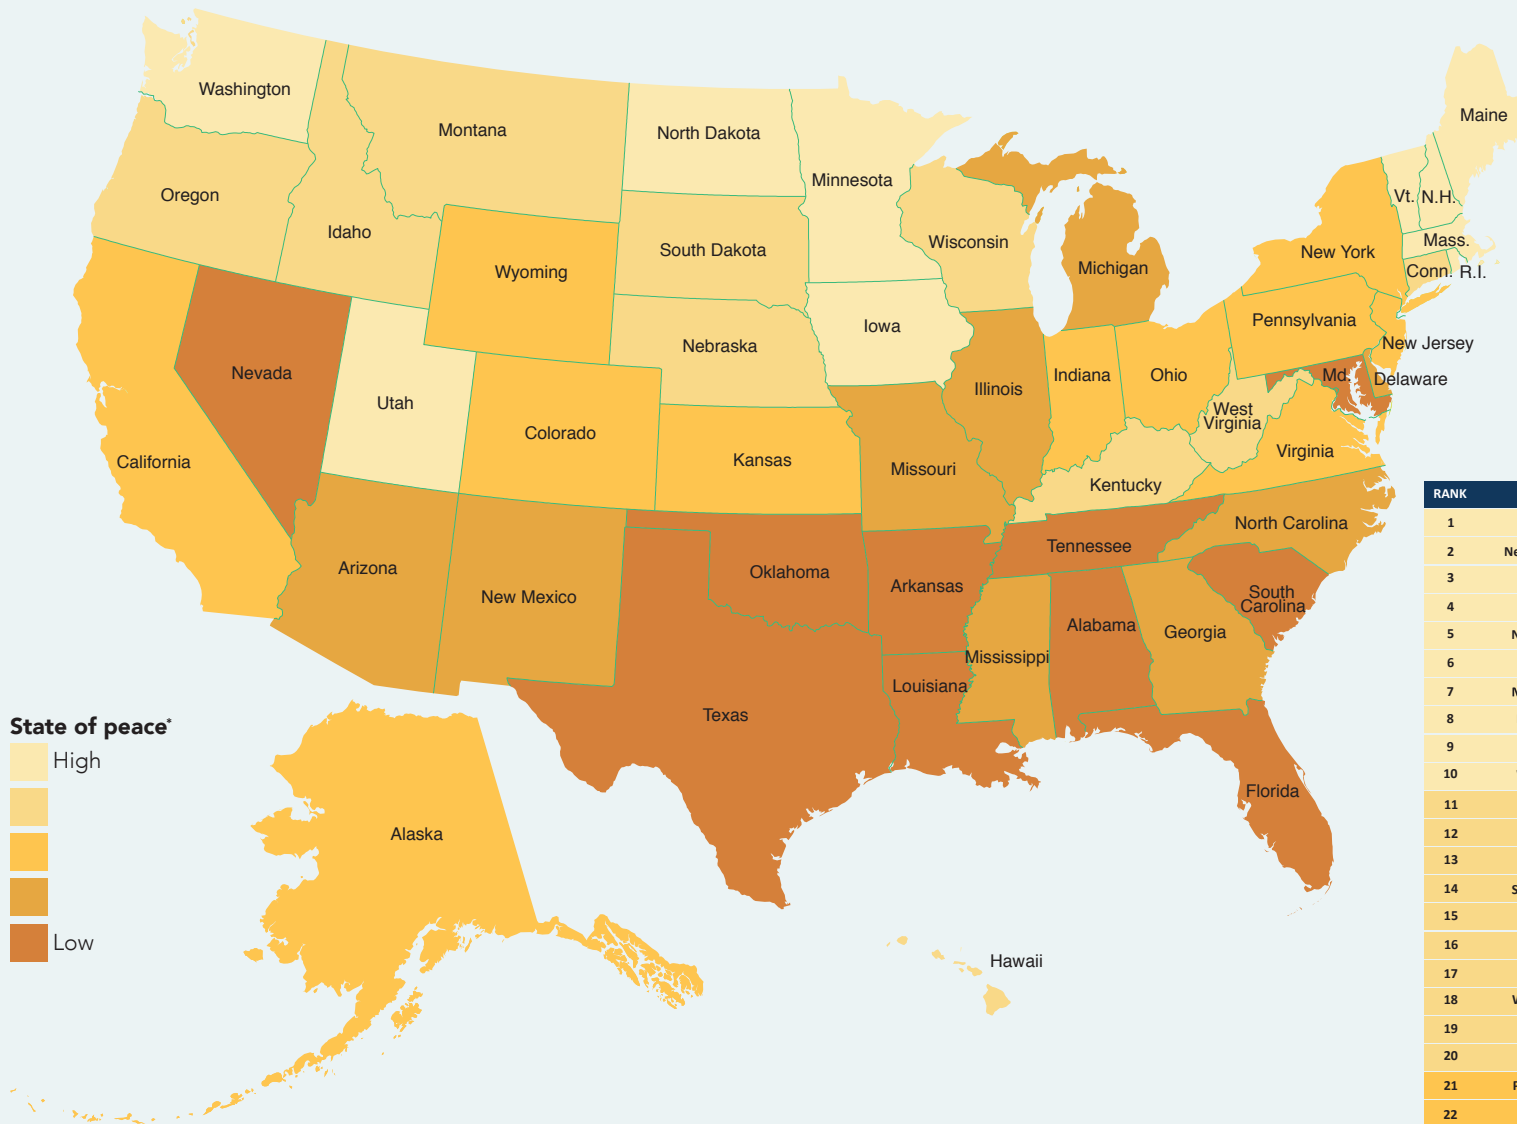 Washington
Montana
North Dakota
Minnesota
Maine
Oregon
Idaho
Wyoming
South Dakota
Wisconsin
Michigan
New York
Vt.
N.H.
Mass.
Conn.
R.I.
Nevada
Utah
Nebraska
Iowa
Illinois
Indiana
Ohio
Pennsylvania
New Jersey
Md.
Delaware
West
Virginia
Virginia
California
Colorado
Kansas
Missouri
Kentucky
North Carolina
Tennessee
Arizona
New Mexico
Oklahoma
Arkansas
South
Carolina
Mississippi
Alabama
Georgia
Louisiana
Texas
Florida
Alaska
Hawaii
State of peace*
High
Low
RANK
1
2 Ne
3
4
5 N
6
7 M
8
9
10
11
12
13
14 S
15
16
17
18 W
19
20
21 P
22